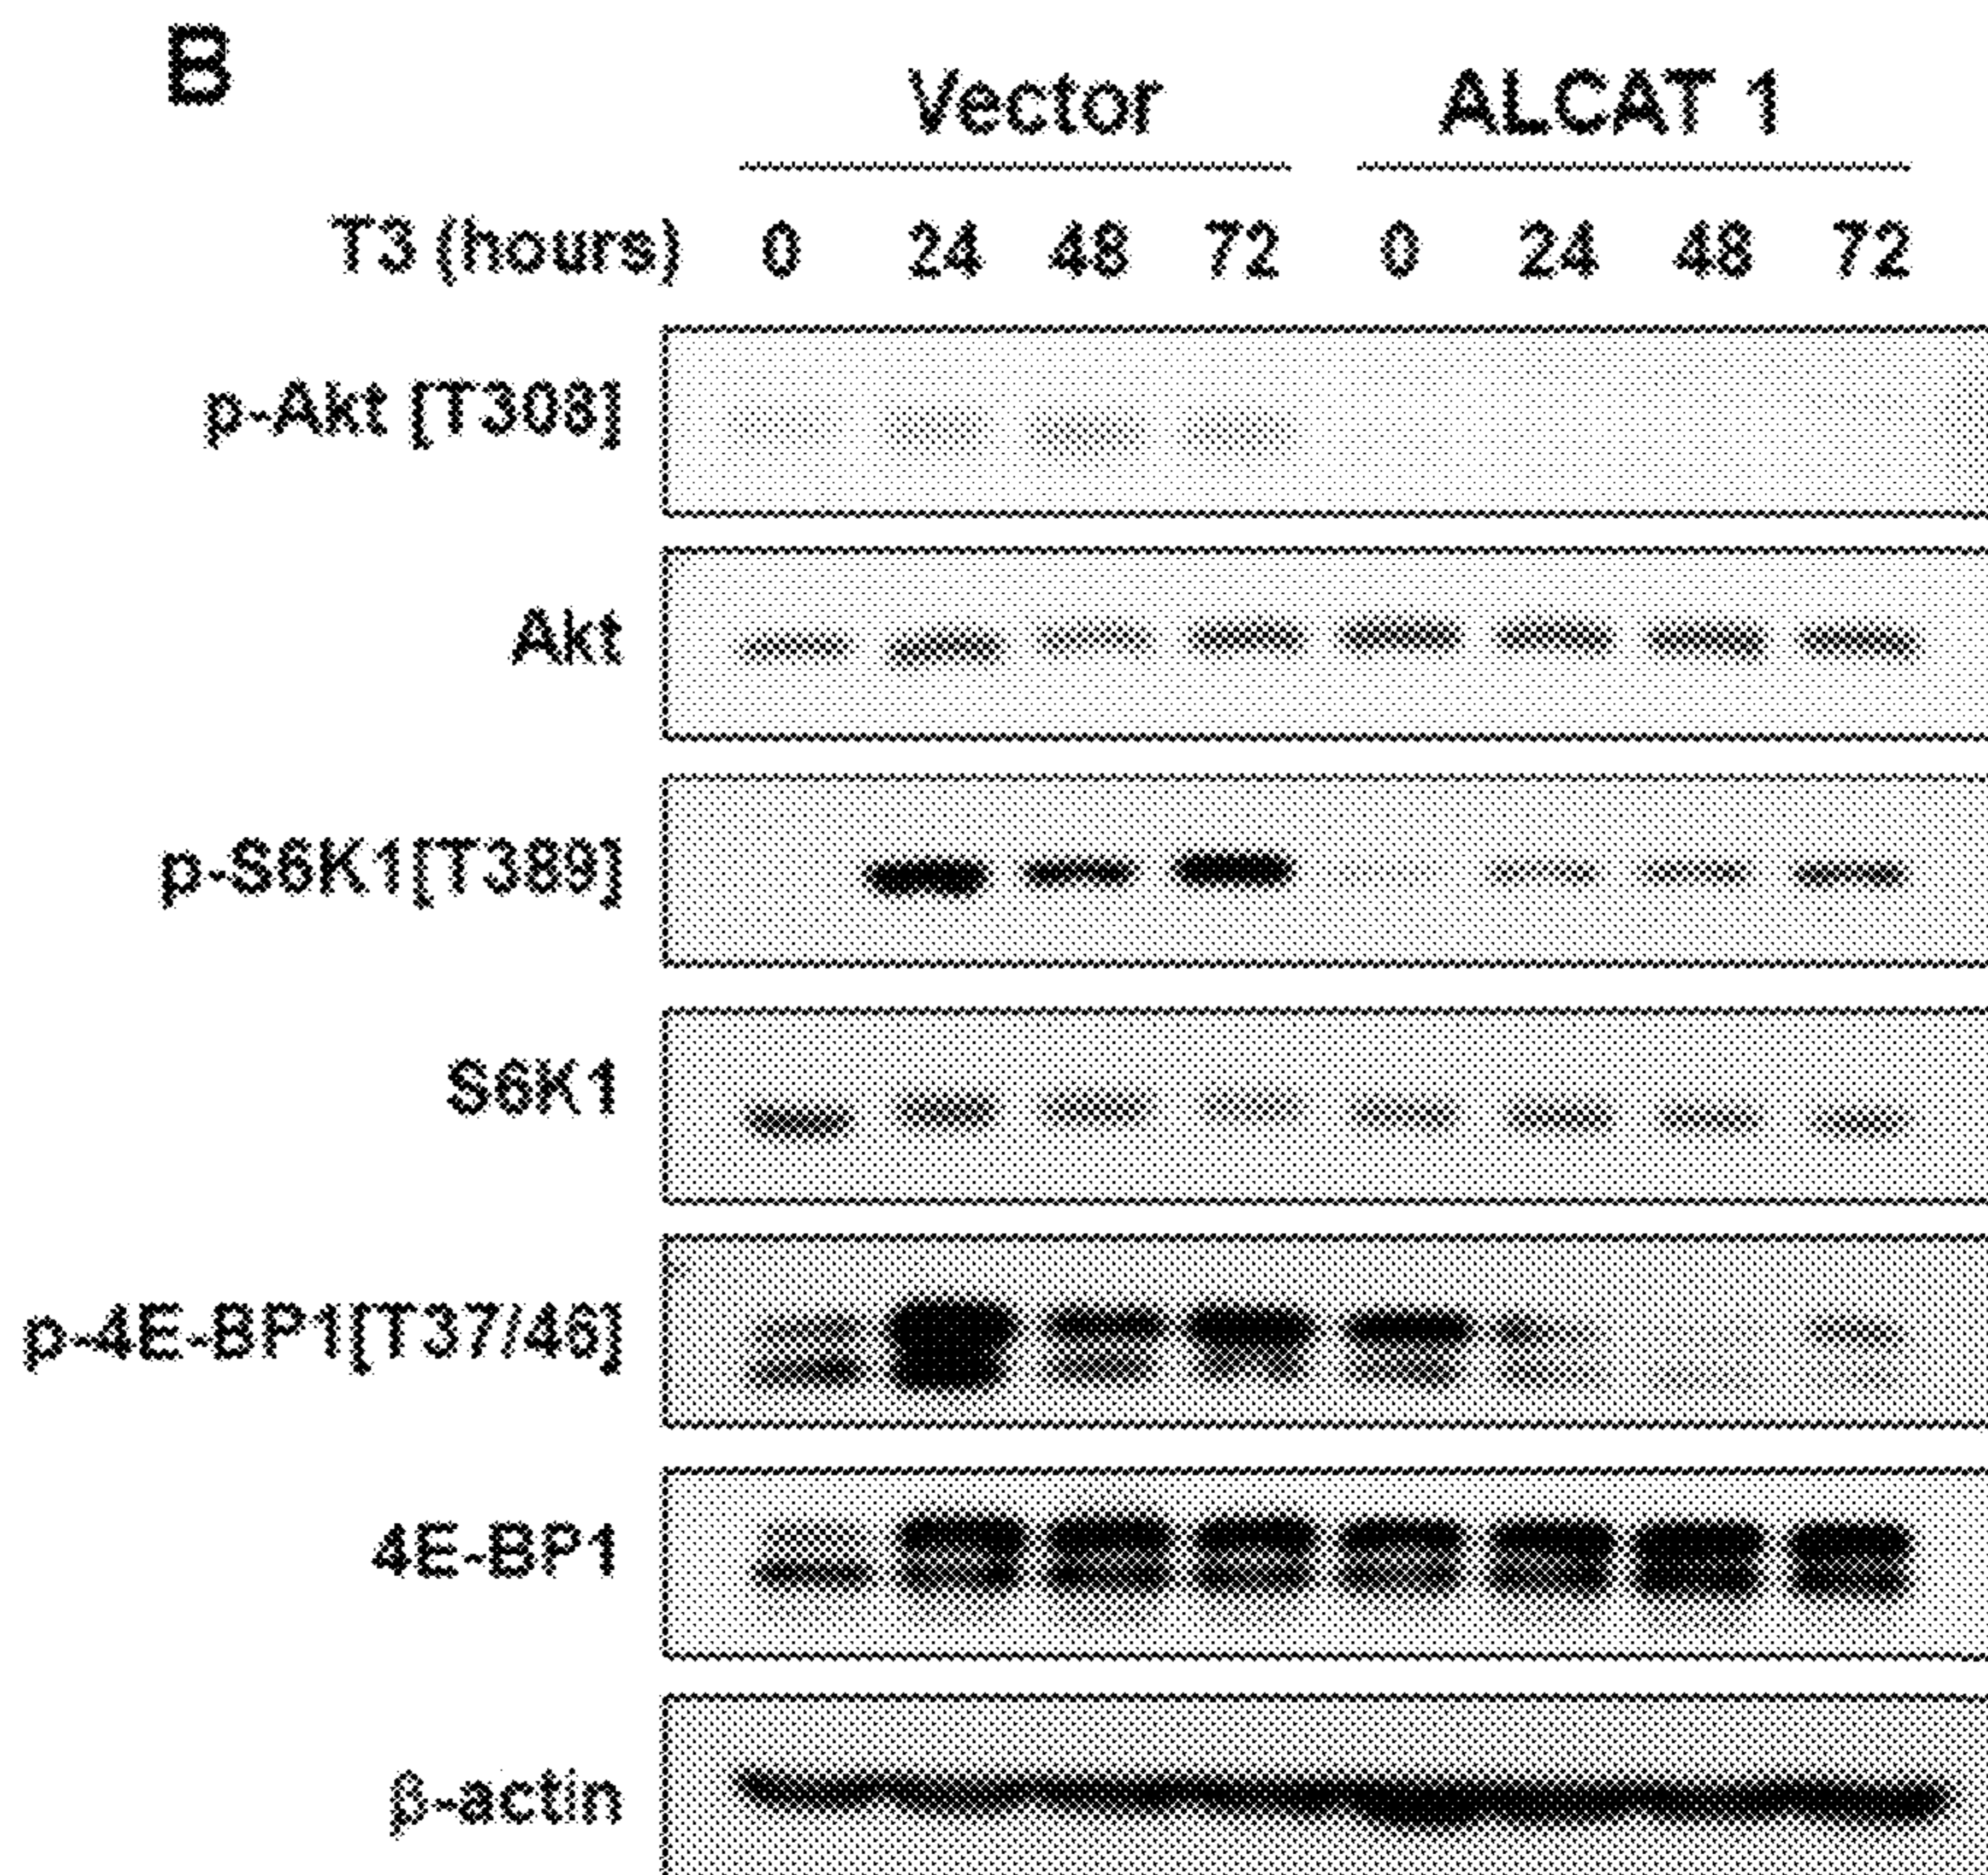 B
Vector ALCAT 1
T3 (hours) 0 24 48 72 0 24 48 72
p-Akt [T308]
Akt
p-S6K1[T389]
S6K1
p-4E-BP1[T37/46]
4E-BP1
β-actin